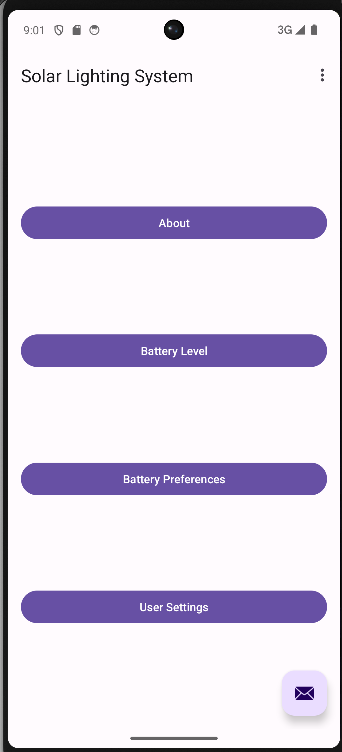 9:01
3G
Solar Lighting System
About
Battery Level
Battery Preferences
User Settings